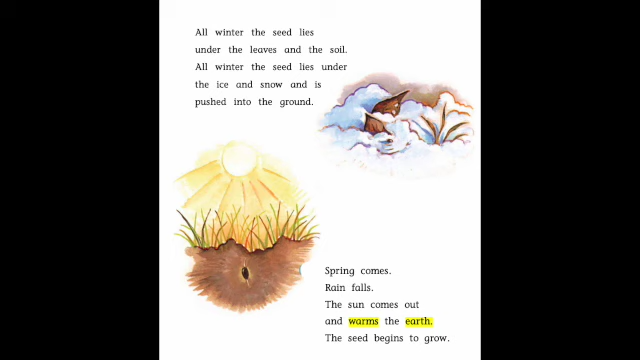 All winter the seed lies
under the leaves and the soil.
All winter the seed lies under
the ice and snow and is
pushed into the ground.
Spring comes.
Rain falls.
The sun comes out
and warms the earth.
The seed begins to grow.